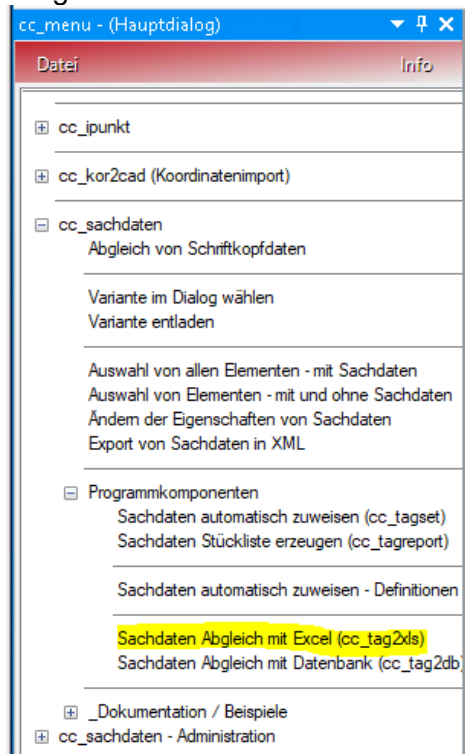 cc_menu - (Hauptdialog)
Datei Info
cc_ipunkt
cc_kor2cad (Koordinatenimport)
cc_sachdaten
Abgleich von Schriftkopfdaten
Variante im Dialog wählen
Variante entladen
Auswahl von allen Elementen - mit Sachdaten
Auswahl von Elementen - mit und ohne Sachdaten
Ändern der Eigenschaften von Sachdaten
Export von Sachdaten in XML
Programmkomponenten
Sachdaten automatisch zuweisen (cc_tagset)
Sachdaten Stückliste erzeugen (cc_tagreport)
Sachdaten automatisch zuweisen - Definitionen
Sachdaten Abgleich mit Excel (cc_tag2xls)
Sachdaten Abgleich mit Datenbank (cc_tag2db)
_Dokumentation / Beispiele
cc_sachdaten - Administration